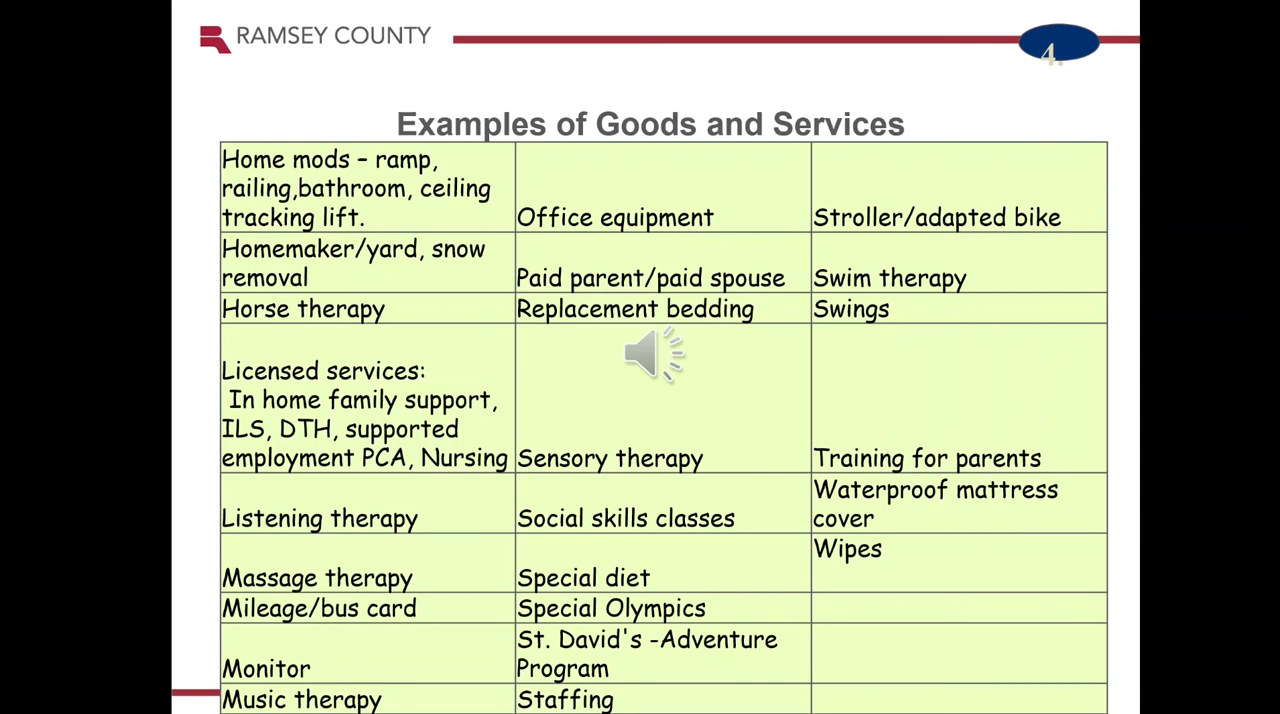 RAMSEY COUNTY
4.
Examples of Goods and Services
Home mods – ramp,
railing,bathroom, ceiling
tracking lift.
Office equipment
Stroller/adapted bike
Homemaker/yard, snow
removal
Paid parent/paid spouse
Swim therapy
Horse therapy
Replacement bedding
Swings
Licensed services:
In home family support,
ILS, DTH, supported
employment PCA, Nursing
Sensory therapy
Training for parents
Listening therapy
Social skills classes
Waterproof mattress
cover
Massage therapy
Special diet
Wipes
Mileage/bus card
Special Olympics
Monitor
St. David's -Adventure
Program
Music therapy
Staffing